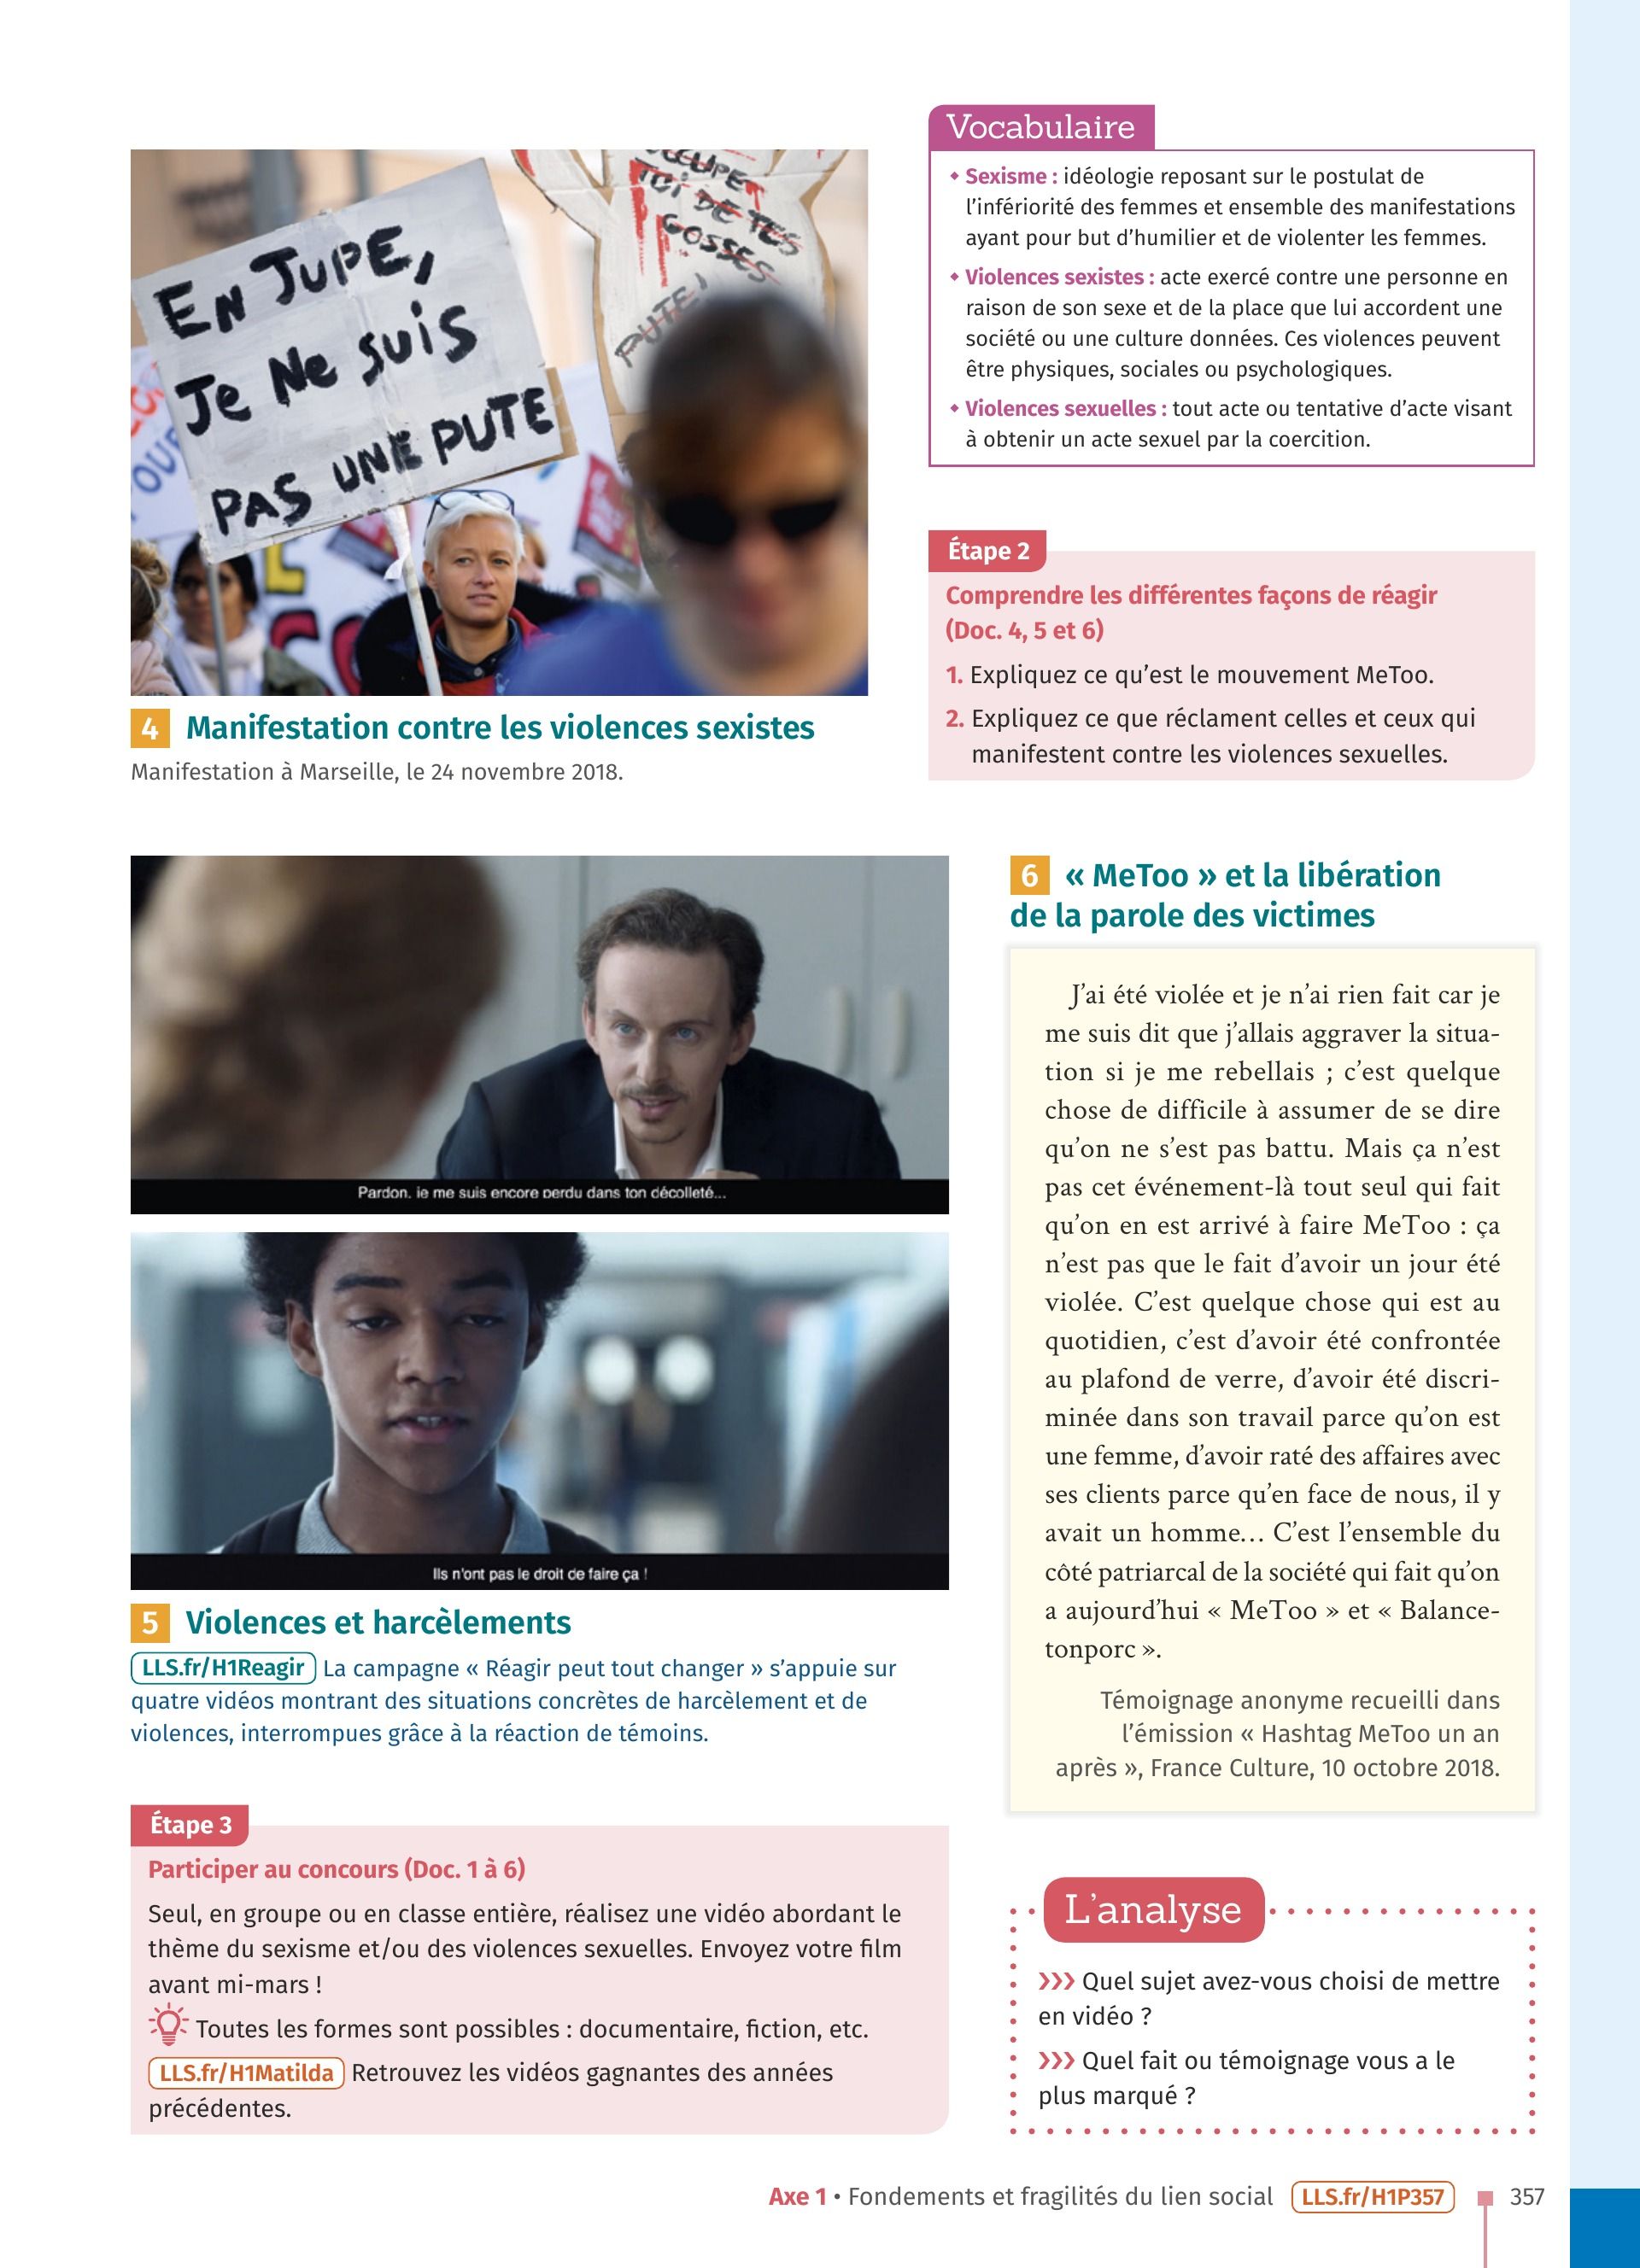 EN JUPE,
Je Ne suis
PAS UNE PUTE
OCCUPE
TOI DE TES
GOSSES
PUTE!
4 Manifestation contre les violences sexistes
Manifestation à Marseille, le 24 novembre 2018.
Vocabulaire
Sexisme : idéologie reposant sur le postulat de
l’infériorité des femmes et ensemble des manifestations
ayant pour but d’humilier et de violenter les femmes.
Violences sexistes : acte exercé contre une personne en
raison de son sexe et de la place que lui accordent une
société ou une culture données. Ces violences peuvent
être physiques, sociales ou psychologiques.
Violences sexuelles : tout acte ou tentative d’acte visant
à obtenir un acte sexuel par la coercition.
Étape 2
Comprendre les différentes façons de réagir
(Doc. 4, 5 et 6)
1. Expliquez ce qu’est le mouvement MeToo.
2. Expliquez ce que réclament celles et ceux qui
manifestent contre les violences sexuelles.
Pardon, je me suis encore perdu dans ton décolleté...
Ils n'ont pas le droit de faire ça !
5 Violences et harcèlements
LLS.fr/H1Reagir La campagne « Réagir peut tout changer » s’appuie sur
quatre vidéos montrant des situations concrètes de harcèlement et de
violences, interrompues grâce à la réaction de témoins.
6 « MeToo » et la libération
de la parole des victimes
J’ai été violée et je n’ai rien fait car je
me suis dit que j’allais aggraver la situa-
tion si je me rebellais ; c’est quelque
chose de difficile à assumer de se dire
qu’on ne s’est pas battu. Mais ça n’est
pas cet événement-là tout seul qui fait
qu’on en est arrivé à faire MeToo : ça
n’est pas que le fait d’avoir un jour été
violée. C’est quelque chose qui est au
quotidien, c’est d’avoir été confrontée
au plafond de verre, d’avoir été discri-
minée dans son travail parce qu’on est
une femme, d’avoir raté des affaires avec
ses clients parce qu’en face de nous, il y
avait un homme… C’est l’ensemble du
côté patriarcal de la société qui fait qu’on
a aujourd’hui « MeToo » et « Balance-
tonporc ».
Témoignage anonyme recueilli dans
l’émission « Hashtag MeToo un an
après », France Culture, 10 octobre 2018.
Étape 3
Participer au concours (Doc. 1 à 6)
Seul, en groupe ou en classe entière, réalisez une vidéo abordant le
thème du sexisme et/ou des violences sexuelles. Envoyez votre film
avant mi-mars !
Toutes les formes sont possibles : documentaire, fiction, etc.
LLS.fr/H1Matilda Retrouvez les vidéos gagnantes des années
précédentes.
L’analyse
Quel sujet avez-vous choisi de mettre
en vidéo ?
Quel fait ou témoignage vous a le
plus marqué ?
Axe 1 • Fondements et fragilités du lien social LLS.fr/H1P357 357